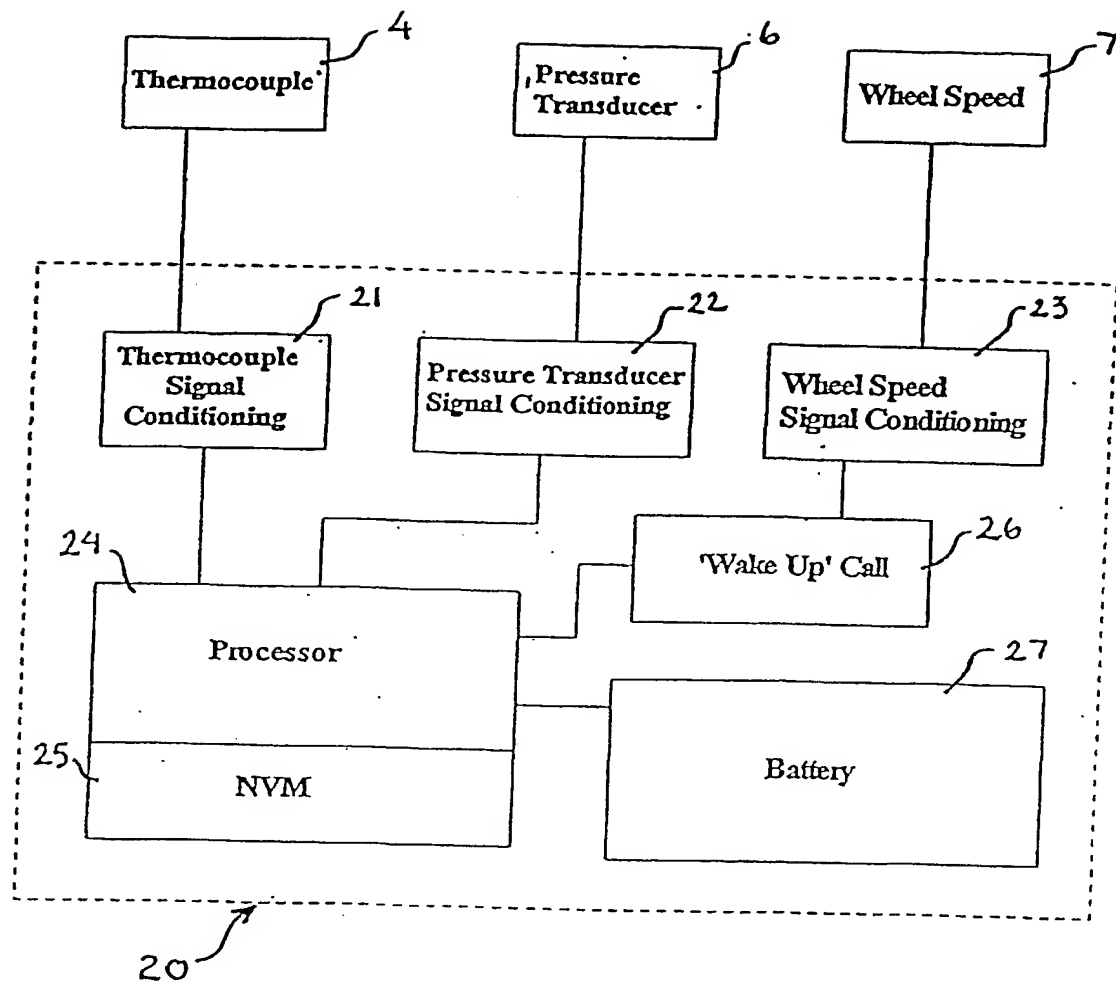 4
6
7
Thermocouple
Pressure
Transducer
Wheel Speed
21
22
23
Thermocouple
Signal
Conditioning
Pressure Transducer
Signal Conditioning
Wheel Speed
Signal Conditioning
24
26
'Wake Up' Call
Processor
27
25
NVM
Battery
20